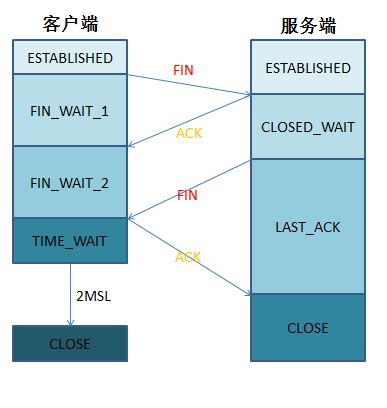 客户端
服务端
ESTABLISHED
FIN
ESTABLISHED
FIN_WAIT_1
ACK
CLOSED_WAIT
FIN_WAIT_2
FIN
LAST_ACK
TIME_WAIT
ACK
2MSL
CLOSE
CLOSE